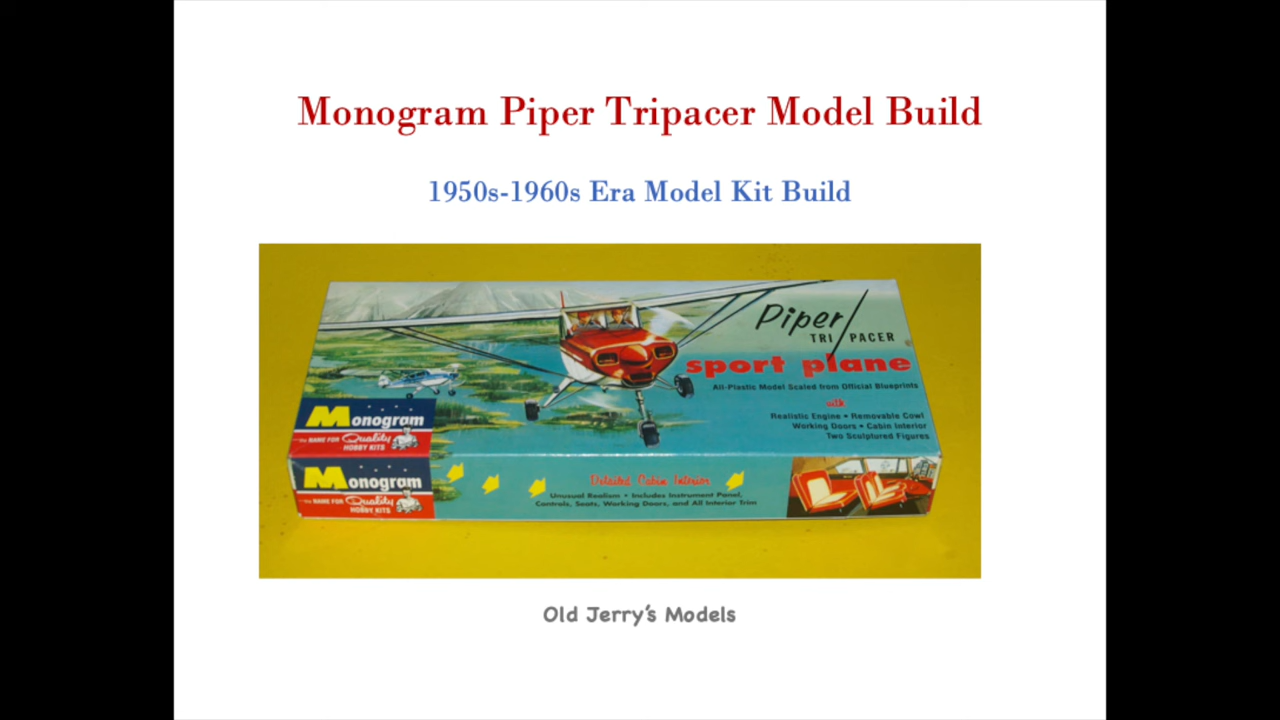 Monogram Piper Tripacer Model Build
1950s-1960s Era Model Kit Build
Piper
TRI PACER
sport plane
All-Plastic Model Scaled from Official Blueprints
with
Realistic Engine • Removable Cowl
Working Doors • Cabin Interior
Two Sculptured Figures
Monogram
The NAME FOR Quality
HOBBY KITS
Monogram
The NAME FOR Quality
HOBBY KITS
Detailed Cabin Interior
Unusual Realism • Includes Instrument Panel,
Controls, Seats, Working Doors, and All Interior Trim
Old Jerry's Models